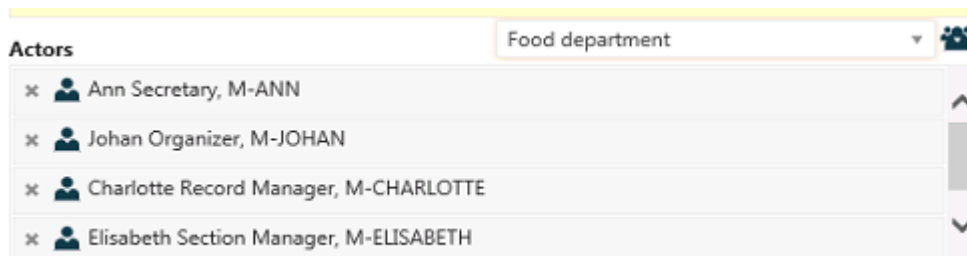 Actors
Food department
Ann Secretary, M-ANN
Johan Organizer, M-JOHAN
Charlotte Record Manager, M-CHARLOTTE
Elisabeth Section Manager, M-ELISABETH